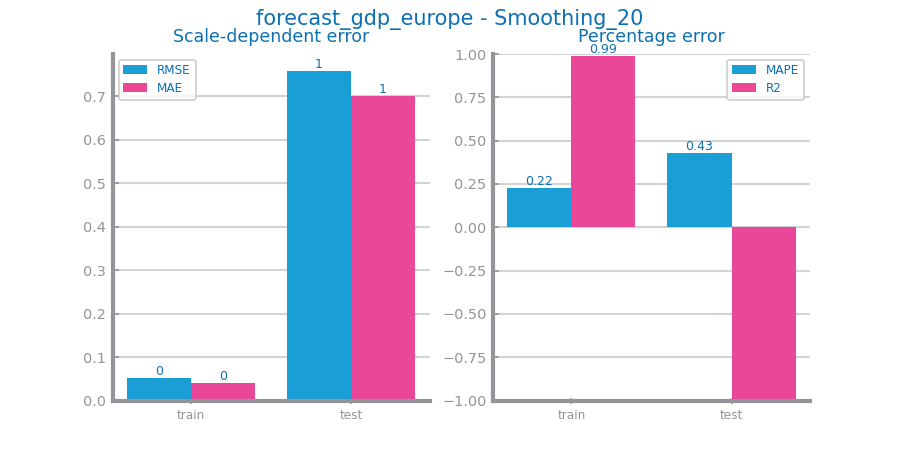 forecast_gdp_europe - Smoothing_20
Scale-dependent error
RMSE
MAE
0.7
0.6
0.5
0.4
0.3
0.2
0.1
0.0
0
0
1
1
train
test
Percentage error
MAPE
R2
1.00
0.75
0.50
0.25
0.00
−0.25
−0.50
−0.75
−1.00
0.22
0.99
0.43
train
test